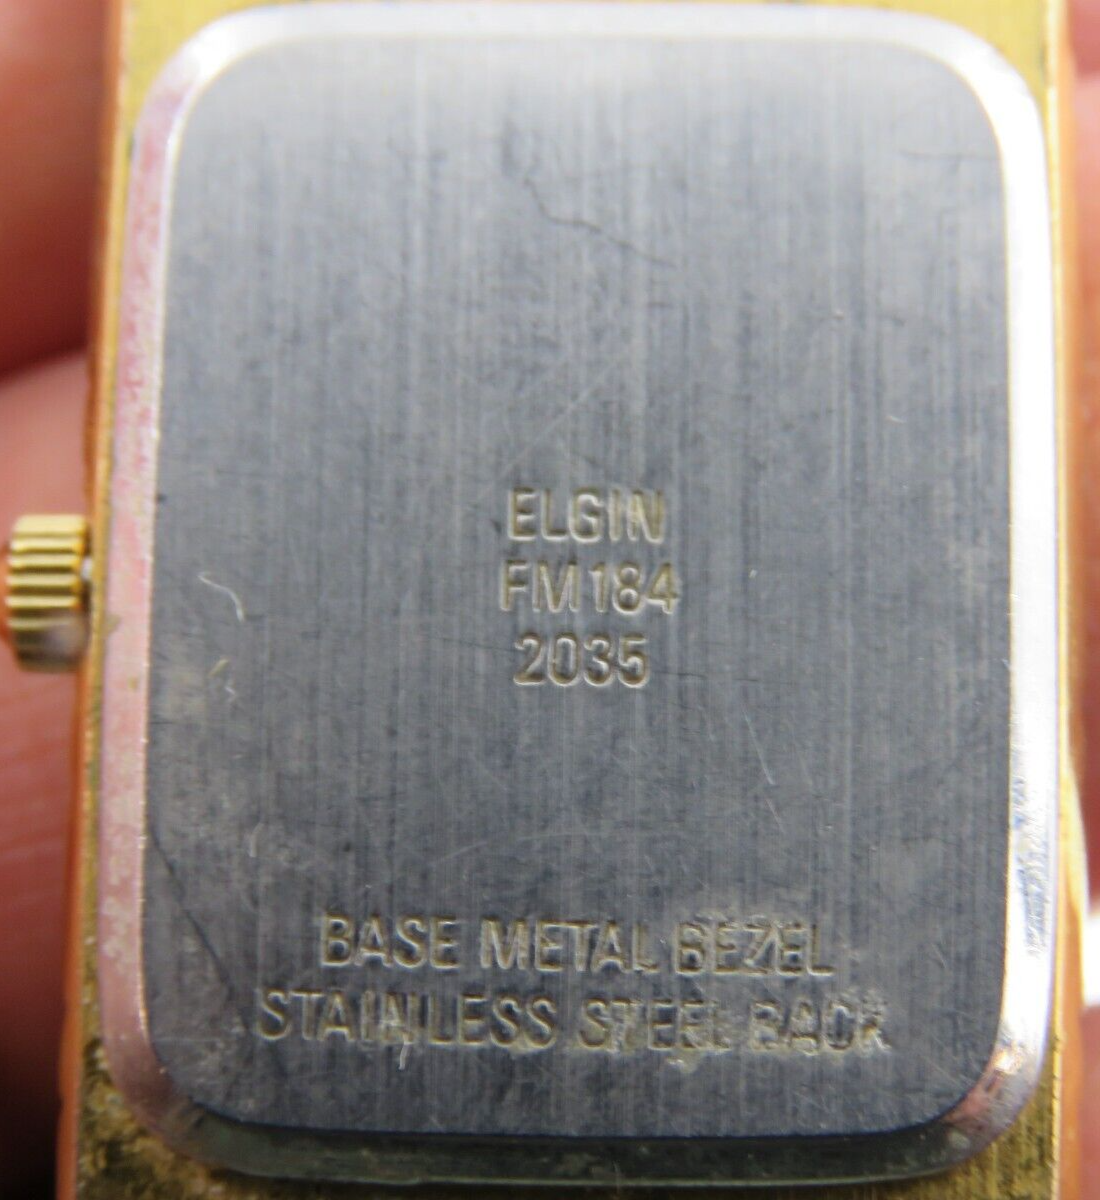 ELGIN
FM184
2035
BASE METAL BEZEL
STAINLESS STEEL BACK